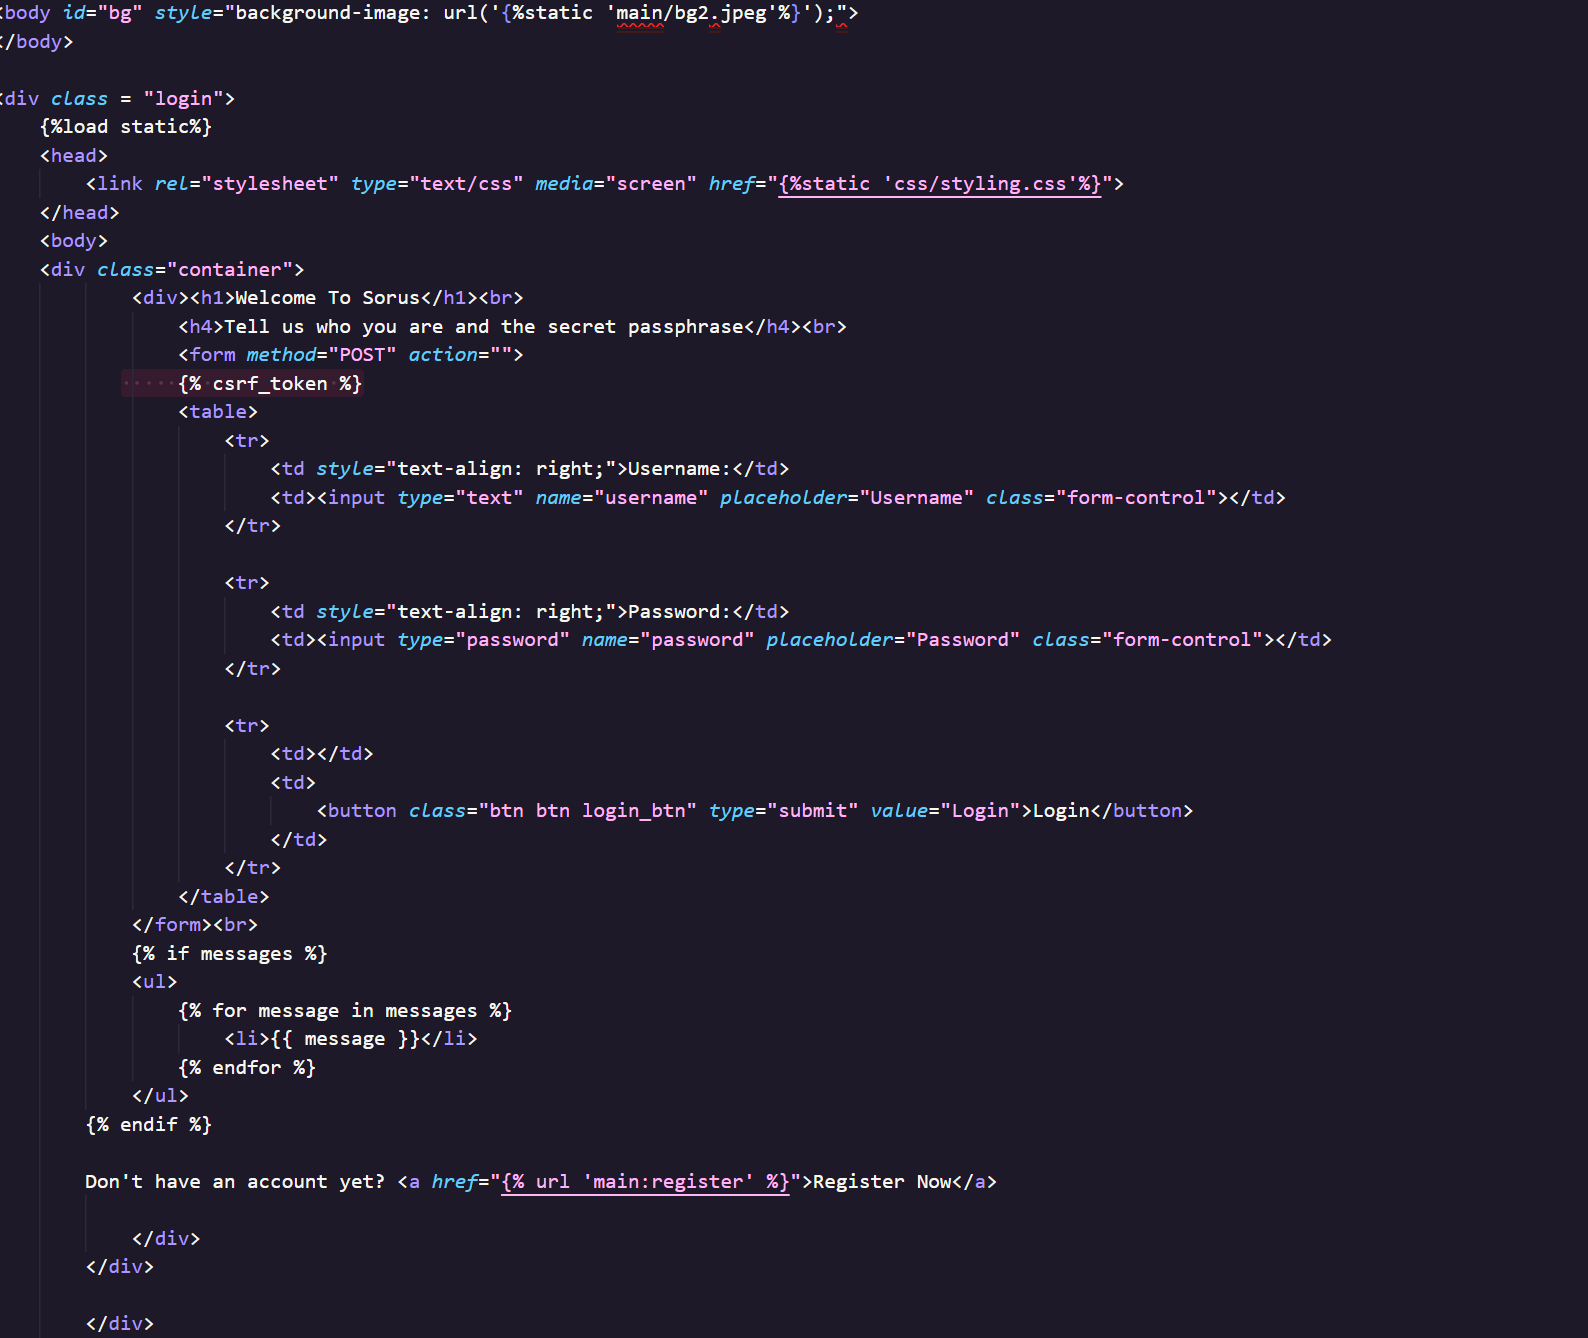 <body id="bg" style="background-image: url('{%static 'main/bg2.jpeg'%}');">
</body>
<div class = "login">
{%load static%}
<head>
<link rel="stylesheet" type="text/css" media="screen" href="{%static 'css/styling.css'%}">
</head>
<body>
<div class="container">
<div><h1>Welcome To Sorus</h1><br>
<h4>Tell us who you are and the secret passphrase</h4><br>
<form method="POST" action="">
{% csrf_token %}
<table>
<tr>
<td style="text-align: right;">Username:</td>
<td><input type="text" name="username" placeholder="Username" class="form-control"></td>
</tr>
<tr>
<td style="text-align: right;">Password:</td>
<td><input type="password" name="password" placeholder="Password" class="form-control"></td>
</tr>
<tr>
<td></td>
<td>
<button class="btn btn login_btn" type="submit" value="Login">Login</button>
</td>
</tr>
</table>
</form><br>
{% if messages %}
<ul>
{% for message in messages %}
<li>{{ message }}</li>
{% endfor %}
</ul>
{% endif %}
Don't have an account yet? <a href="{% url 'main:register' %}">Register Now</a>
</div>
</div>
</div>